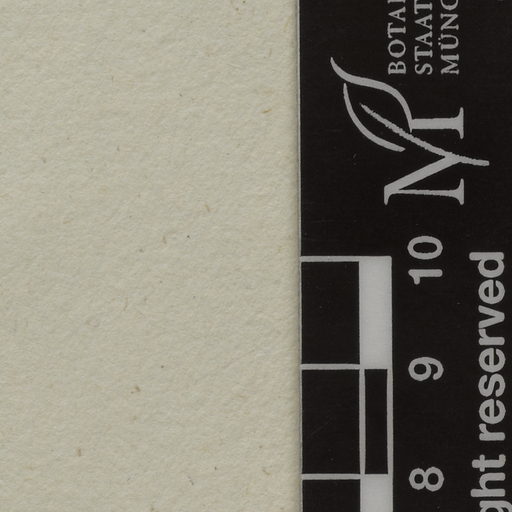 BOTA
STAAT
MÜNC
M
10
9
8
ght reserved